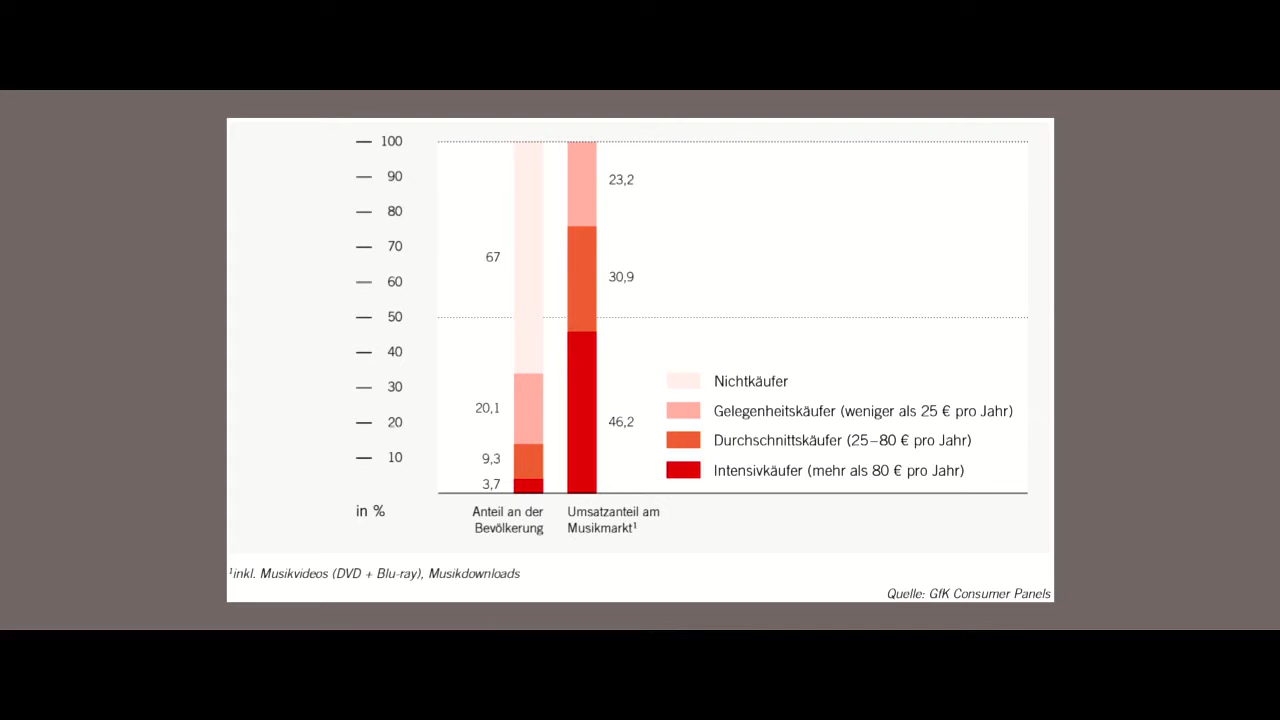 100
90
80
70
60
50
40
30
20
10
in %
67
20,1
9,3
3,7
23,2
30,9
46,2
Nichtkäufer
Gelegenheitskäufer (weniger als 25 € pro Jahr)
Durchschnittskäufer (25–80 € pro Jahr)
Intensivkäufer (mehr als 80 € pro Jahr)
Anteil an der
Bevölkerung
Umsatzanteil am
Musikmarkt¹
¹inkl. Musikvideos (DVD + Blu-ray), Musikdownloads
Quelle: GfK Consumer Panels